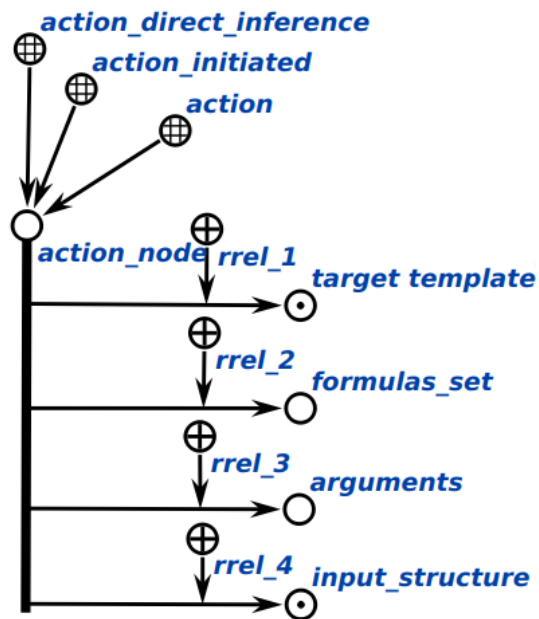 action_direct_inference
action_initiated
action
action_node
rrel_1
target template
rrel_2
formulas_set
rrel_3
arguments
rrel_4
input_structure